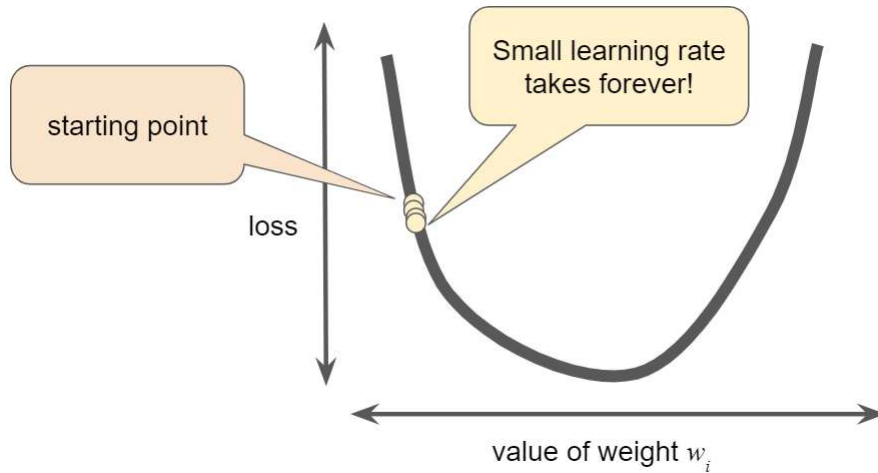 Small learning rate
takes forever!
starting point
loss
value of weight w_i